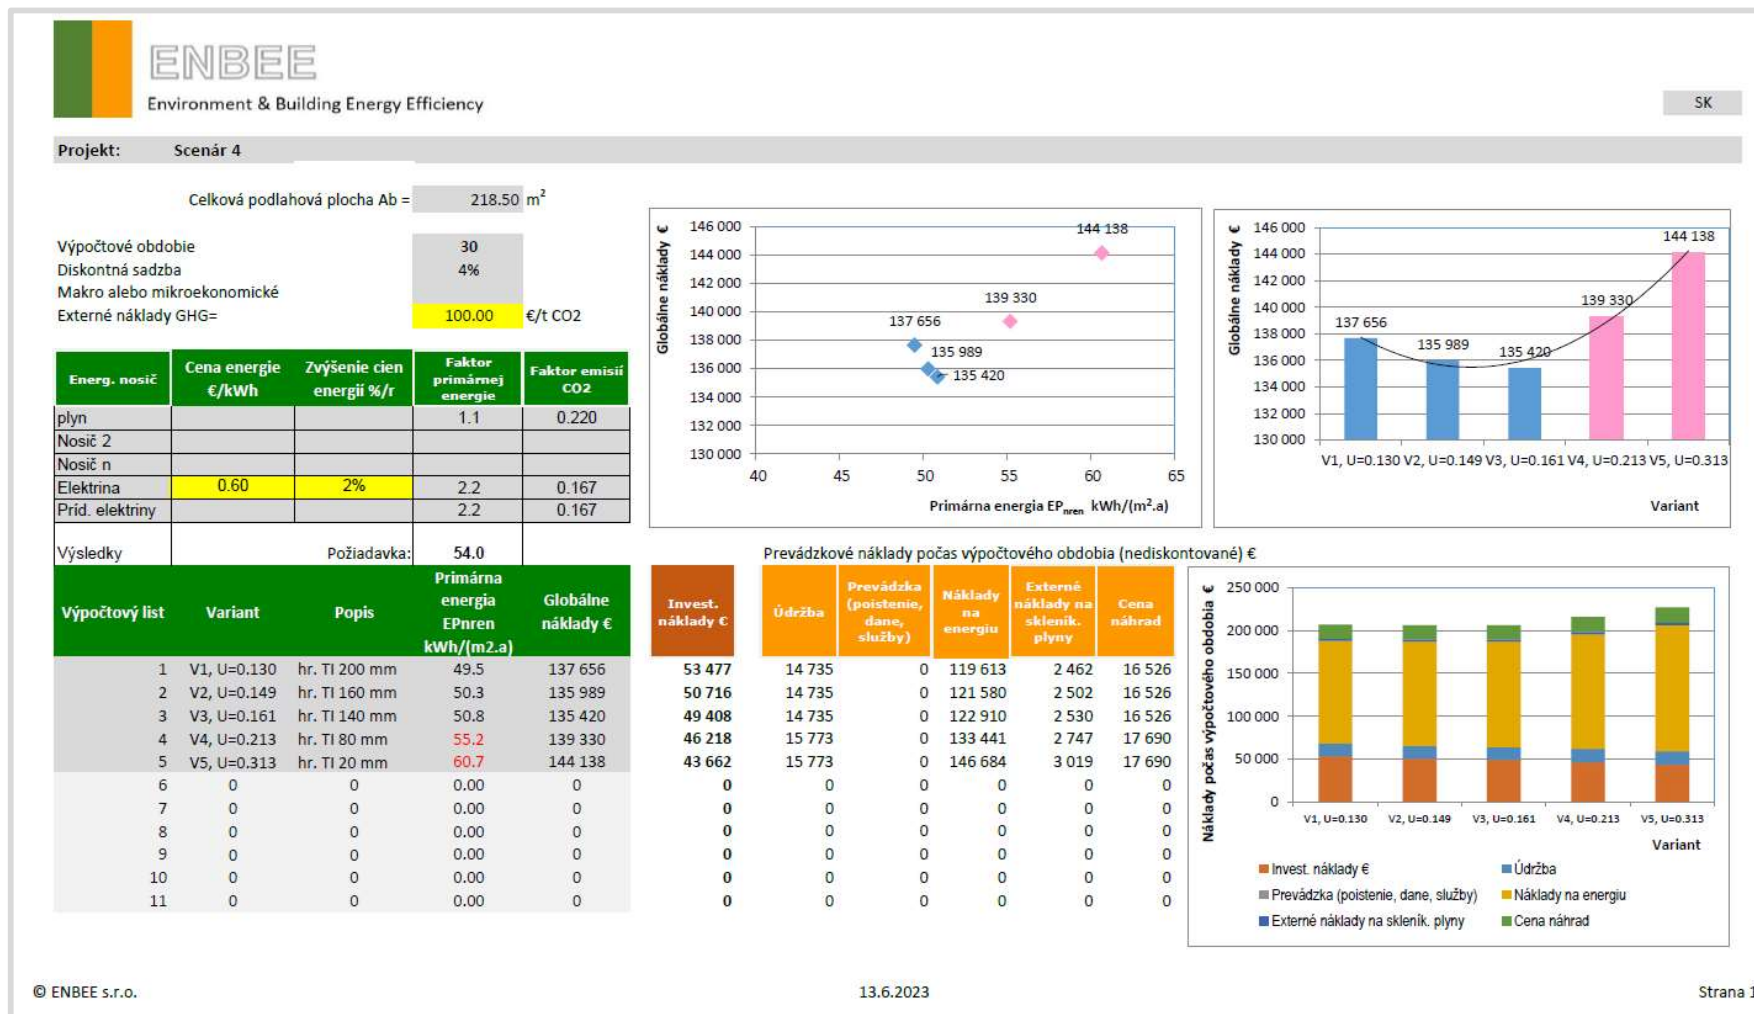 ENBEE
Environment & Building Energy Efficiency
SK
Projekt: Scenár 4
Celková podlahová plocha Ab = 218.50 m²
Výpočtové obdobie 30
Diskontná sadzba 4%
Makro alebo mikroekonomické
Externé náklady GHG= 100.00 €/t CO2
Energ. nosič Cena energie €/kWh Zvýšenie cien energií %/r Faktor primárnej energie Faktor emisií CO2
plyn 1.1 0.220
Nosič 2
Nosič n
Elektrina 0.60 2% 2.2 0.167
Príd. elektriny 2.2 0.167
Globálne náklady €
146 000
144 000
142 000
140 000
138 000
136 000
134 000
132 000
130 000
144 138
139 330
137 656
135 989
135 420
40 45 50 55 60 65
Primárna energia EPnren kWh/(m².a)
Globálne náklady €
146 000
144 000
142 000
140 000
138 000
136 000
134 000
132 000
130 000
137 656
135 989
135 420
139 330
144 138
V1, U=0.130 V2, U=0.149 V3, U=0.161 V4, U=0.213 V5, U=0.313
Variant
Výsledky Požiadavka: 54.0
Prevádzkové náklady počas výpočtového obdobia (nediskontované) €
Výpočtový list Variant Popis Primárna energia EPnren kWh/(m2.a) Globálne náklady € Invest. náklady € Údržba Prevádzka (poistenie, dane, služby) Náklady na energiu Externé náklady na skleník. plyny Cena náhrad
1 V1, U=0.130 hr. TI 200 mm 49.5 137 656 53 477 14 735 0 119 613 2 462 16 526
2 V2, U=0.149 hr. TI 160 mm 50.3 135 989 50 716 14 735 0 121 580 2 502 16 526
3 V3, U=0.161 hr. TI 140 mm 50.8 135 420 49 408 14 735 0 122 910 2 530 16 526
4 V4, U=0.213 hr. TI 80 mm 55.2 139 330 46 218 15 773 0 133 441 2 747 17 690
5 V5, U=0.313 hr. TI 20 mm 60.7 144 138 43 662 15 773 0 146 684 3 019 17 690
6 0 0 0.00 0 0 0 0 0 0 0
7 0 0 0.00 0 0 0 0 0 0 0
8 0 0 0.00 0 0 0 0 0 0 0
9 0 0 0.00 0 0 0 0 0 0 0
10 0 0 0.00 0 0 0 0 0 0 0
11 0 0 0.00 0 0 0 0 0 0 0
Náklady počas výpočtového obdobia €
250 000
200 000
150 000
100 000
50 000
0
V1, U=0.130 V2, U=0.149 V3, U=0.161 V4, U=0.213 V5, U=0.313
Variant
Invest. náklady € Údržba
Prevádzka (poistenie, dane, služby) Náklady na energiu
Externé náklady na skleník. plyny Cena náhrad
© ENBEE s.r.o. 13.6.2023 Strana 1